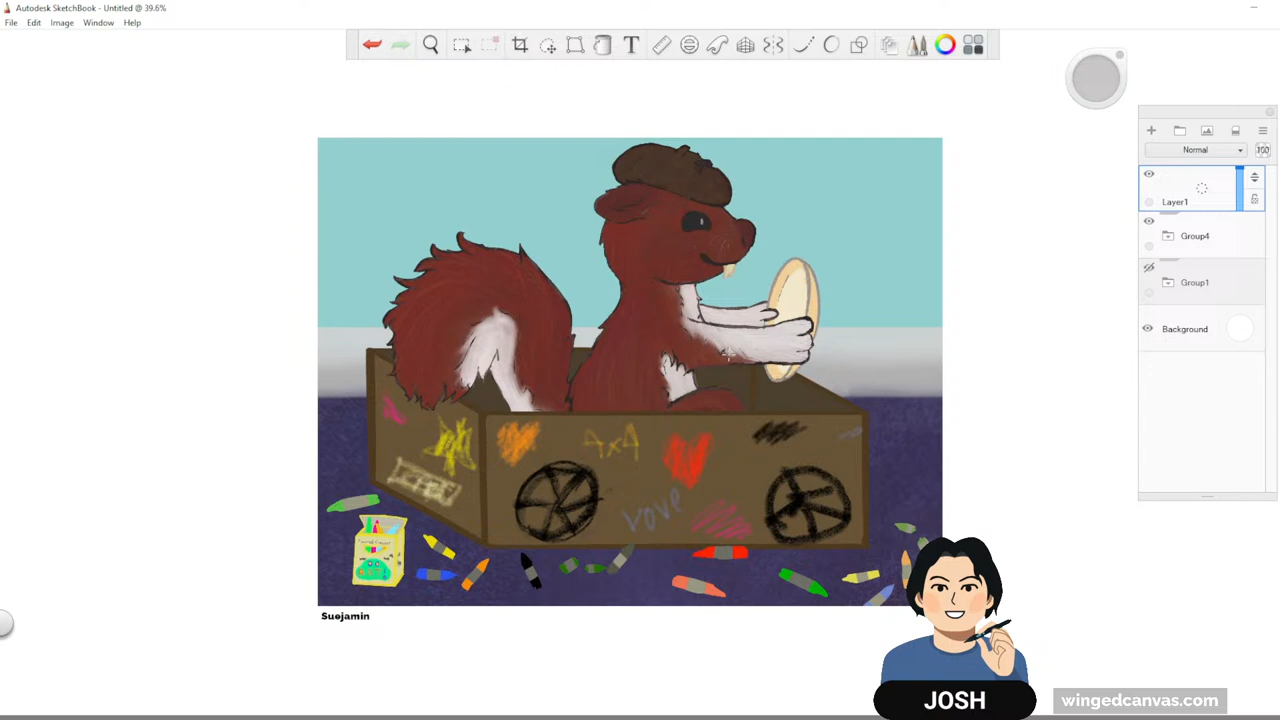 Autodesk SketchBook - Untitled @ 39.6%
File Edit Image Window Help
T
Normal 100
Layer1
Group4
Group1
Background
4x4
Love
Suejamin
JOSH
wingedcanvas.com